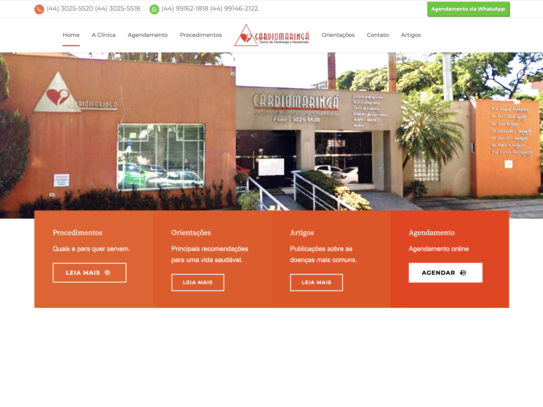 (44) 3025-5520 (44) 3025-5518 (44) 99162-1818 (44) 99146-2122.
Agendamento via WhatsApp
Home A Clínica Agendamento Procedimentos CARDIOMARINGÁ Orientações Contato Artigos
Centro de Cardiologia e Hipertensão
CARDIOMARINGÁ
Fone: 3025-5520
Procedimentos
Quais e para quer servem.
LEIA MAIS
Orientações
Principais recomendações
para uma vida saudável.
LEIA MAIS
Artigos
Publicações sobre as
doenças mais comuns.
LEIA MAIS
Agendamento
Agendamento online
AGENDAR